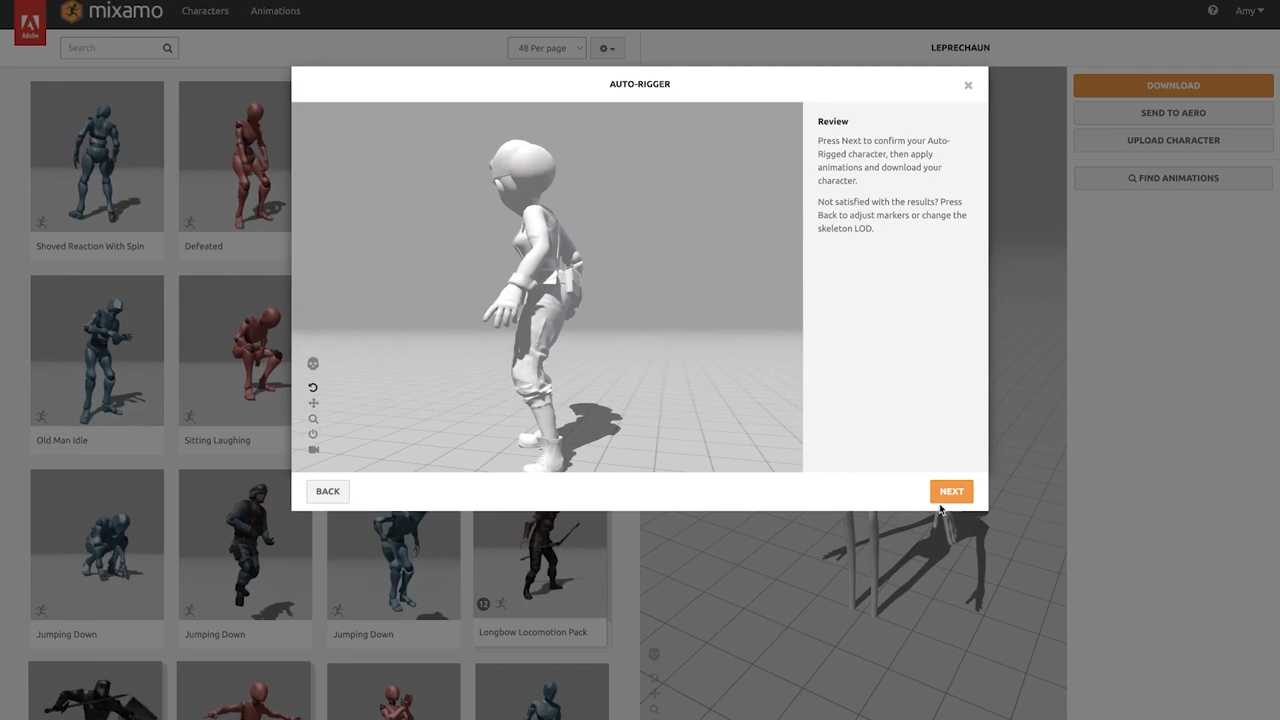 Adobe
mixamo
Characters
Animations
Amy
Search
48 Per page
LEPRECHAUN
AUTO-RIGGER
Review
Press Next to confirm your Auto-
Rigged character, then apply
animations and download your
character.
Not satisfied with the results? Press
Back to adjust markers or change the
skeleton LOD.
BACK
NEXT
DOWNLOAD
SEND TO AERO
UPLOAD CHARACTER
FIND ANIMATIONS
Shoved Reaction With Spin
Defeated
Old Man Idle
Sitting Laughing
Jumping Down
Jumping Down
Jumping Down
12
Longbow Locomotion Pack